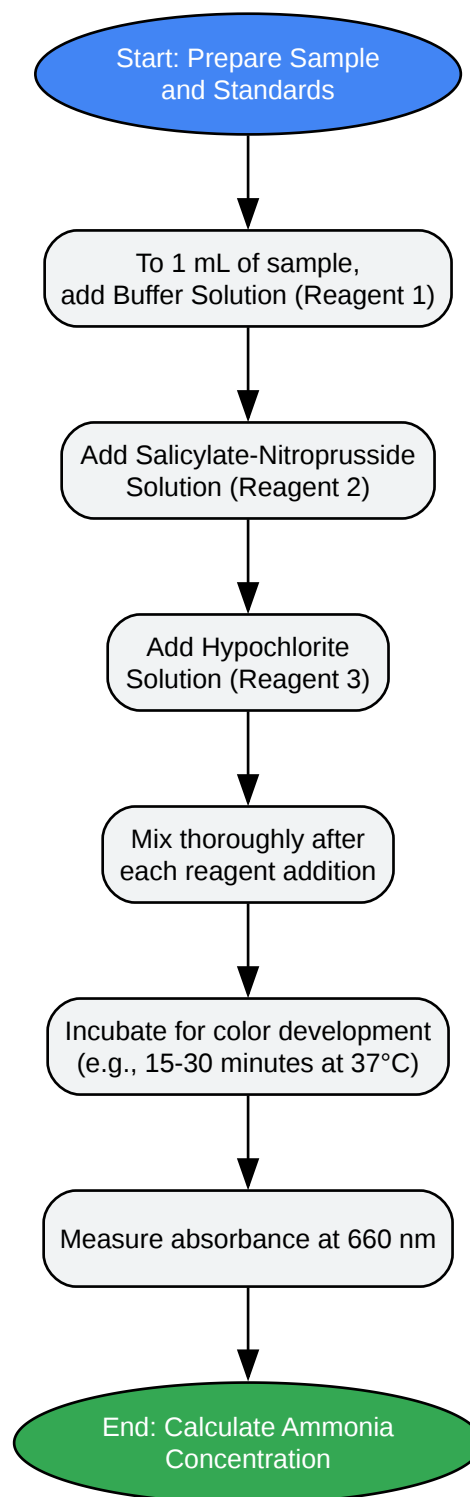 Start: Prepare Sample
and Standards
To 1 mL of sample,
add Buffer Solution (Reagent 1)
Add Salicylate-Nitroprusside
Solution (Reagent 2)
Add Hypochlorite
Solution (Reagent 3)
Mix thoroughly after
each reagent addition
Incubate for color development
(e.g., 15-30 minutes at 37°C)
Measure absorbance at 660 nm
End: Calculate Ammonia
Concentration